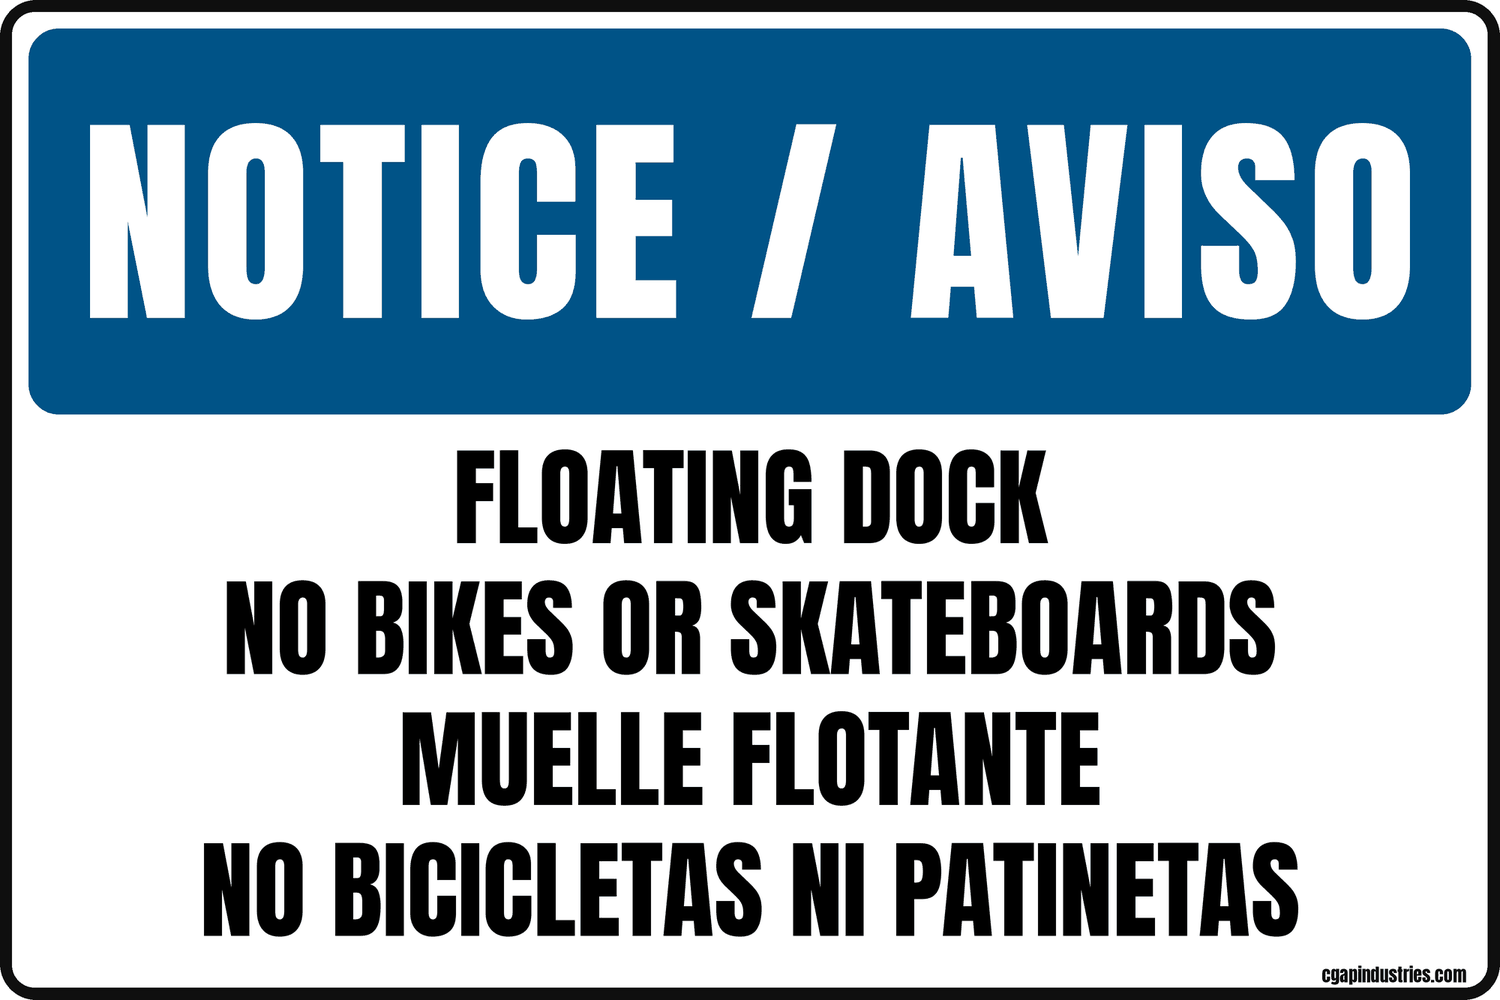 NOTICE / AVISO
FLOATING DOCK
NO BIKES OR SKATEBOARDS
MUELLE FLOTANTE
NO BICICLETAS NI PATINETAS
cgapindustries.com